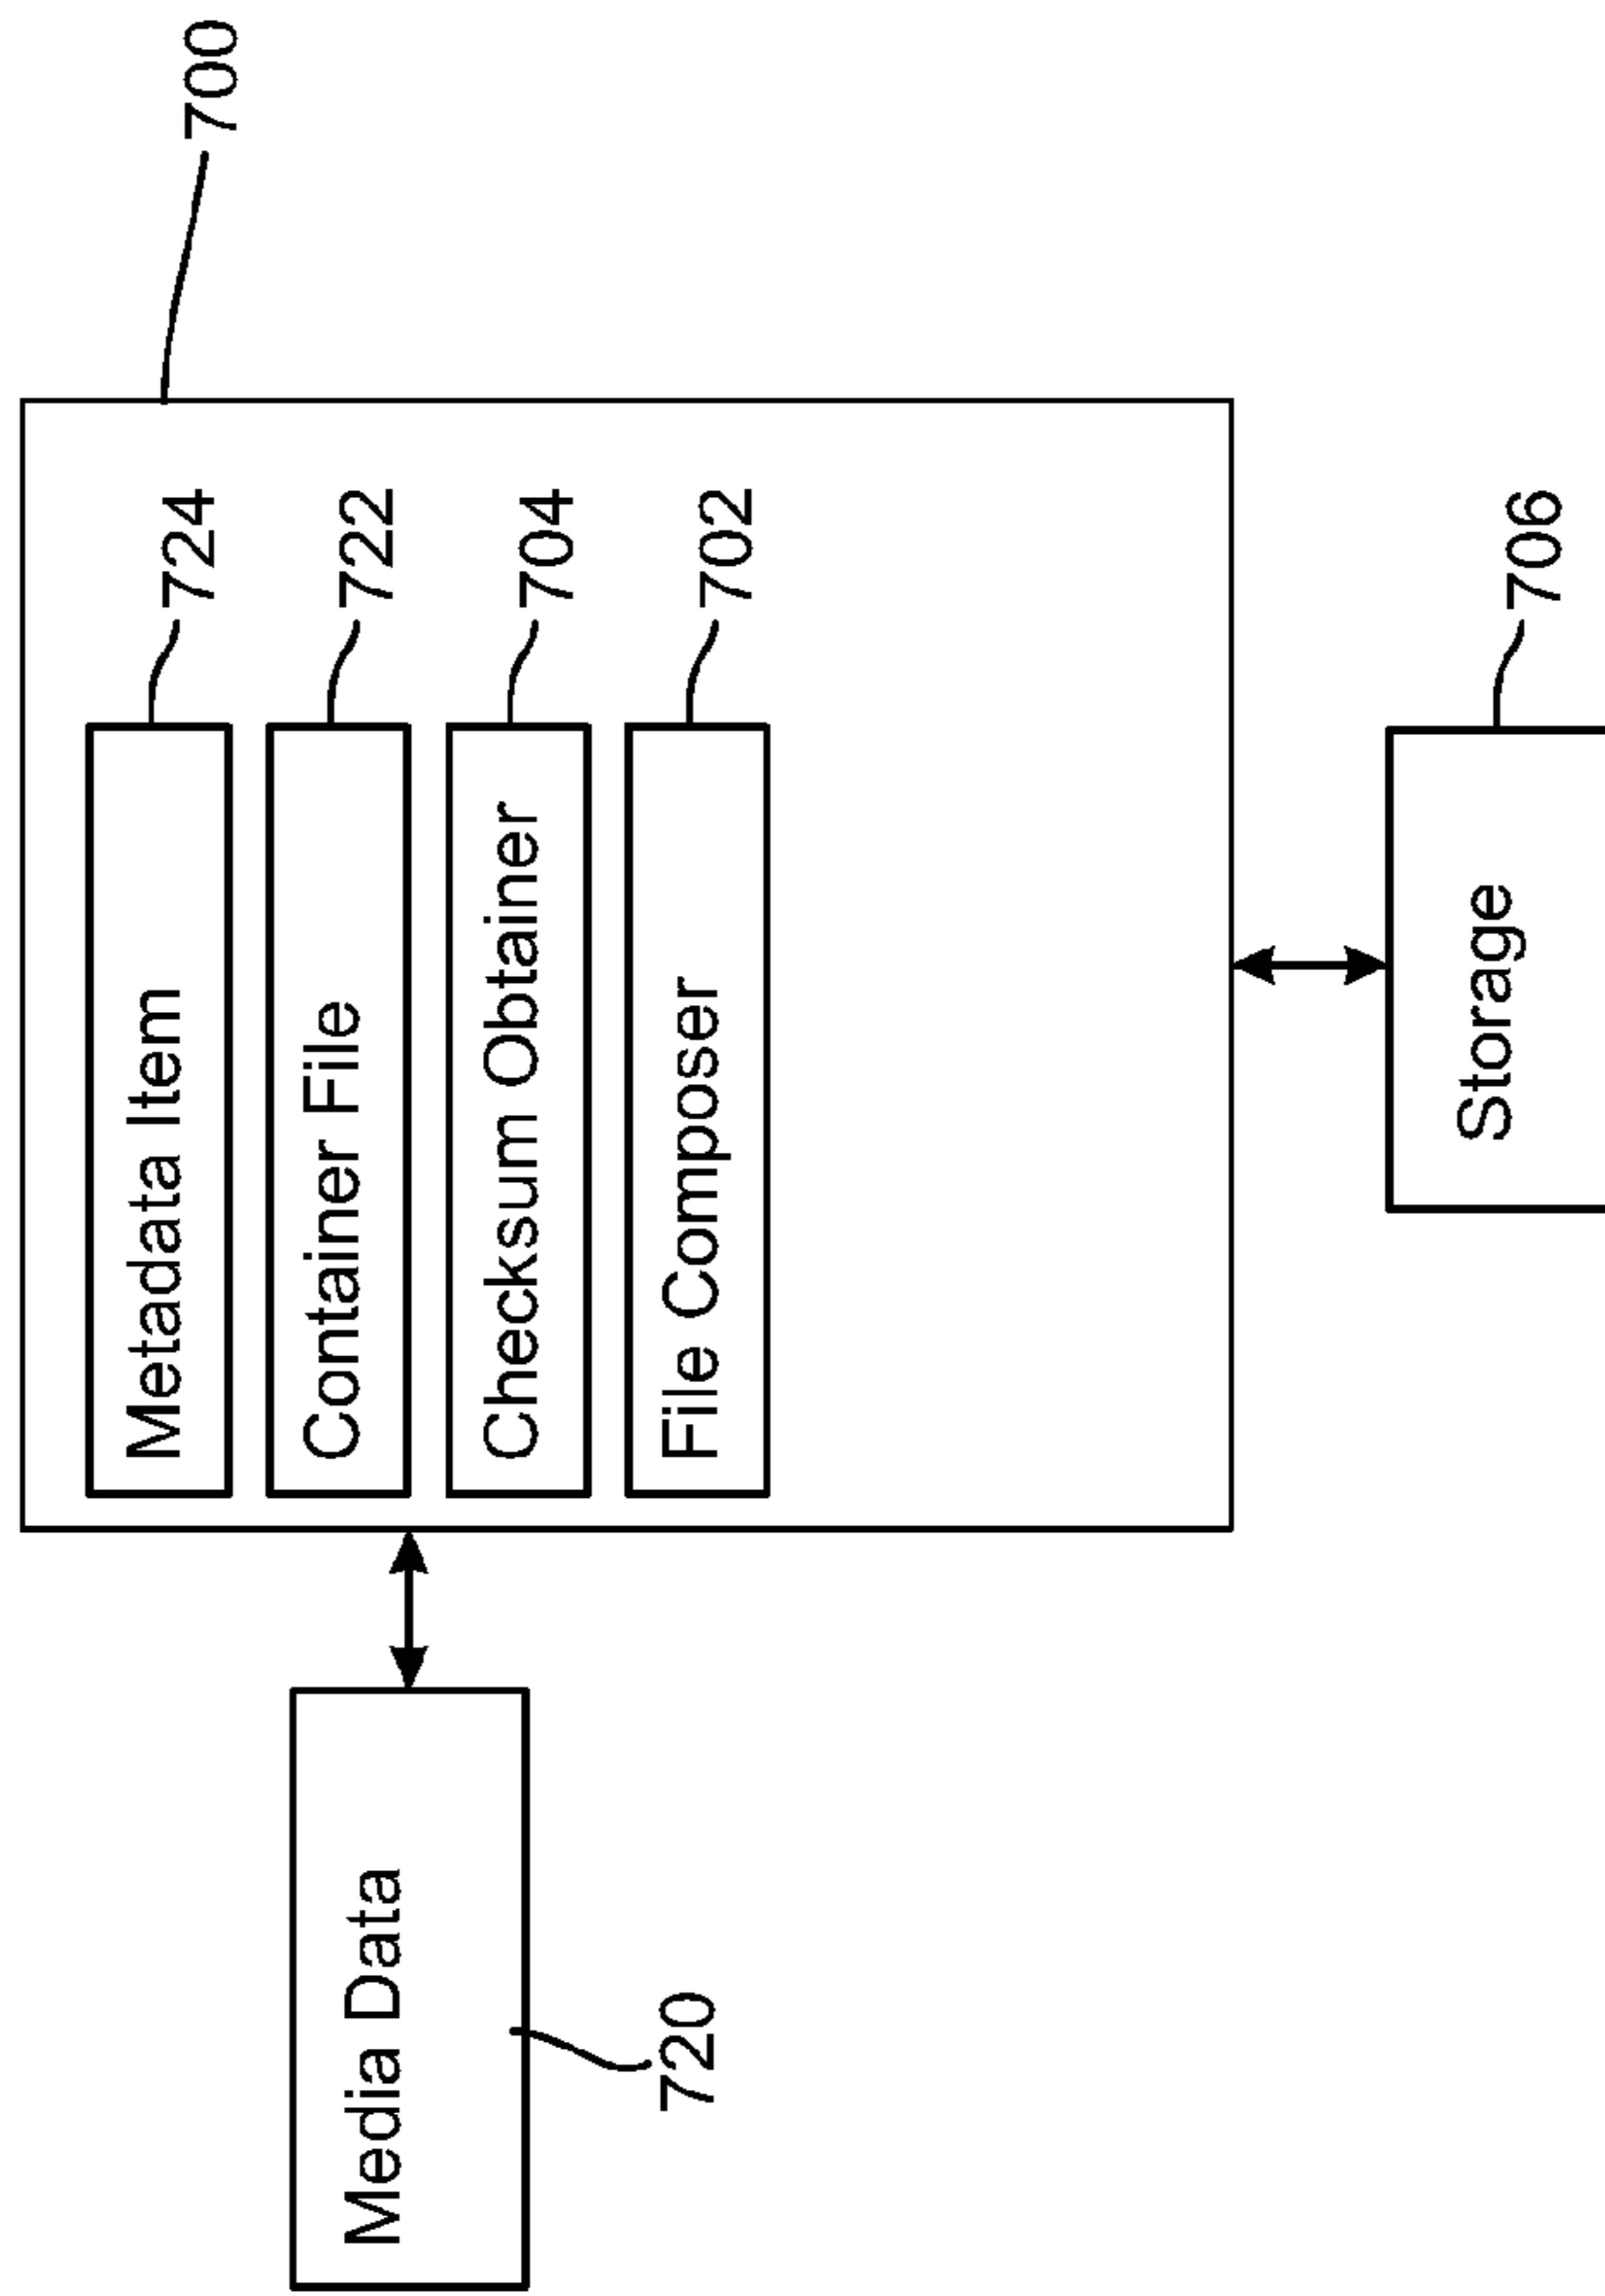 700
Metadata Item
724
Container File
722
Checksum Obtainer
704
File Composer
702
Media Data
720
Storage
706